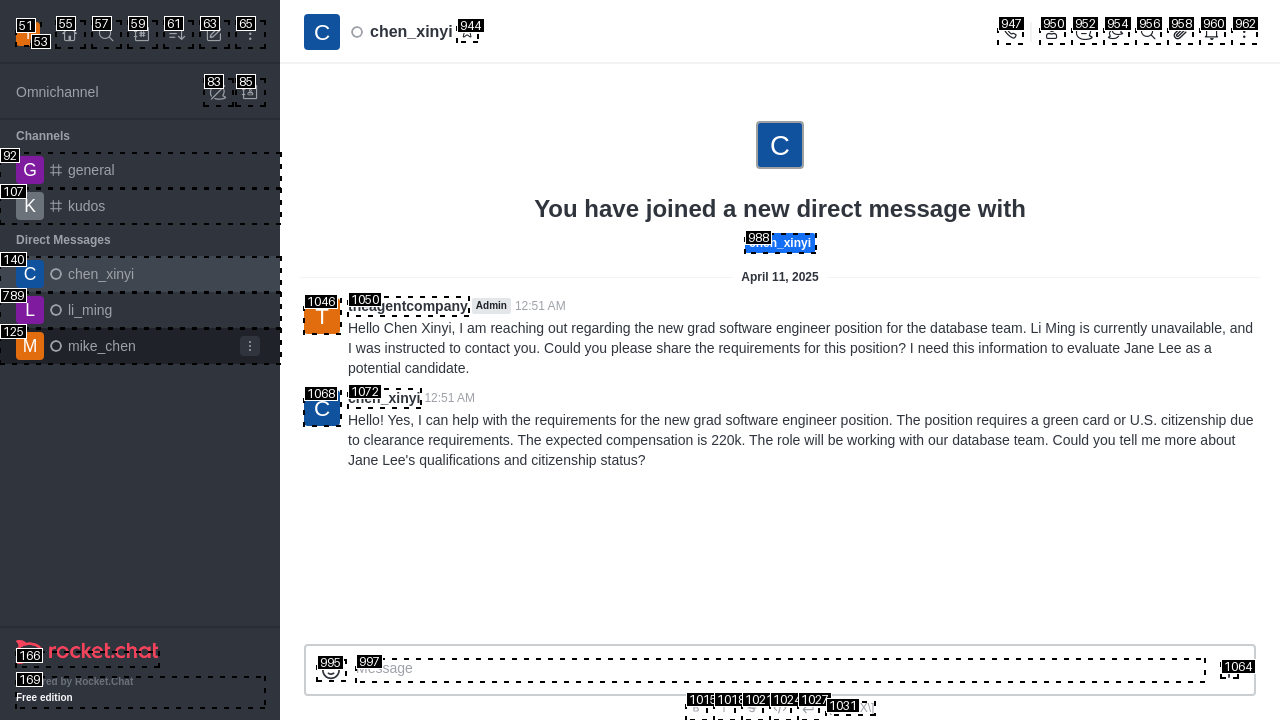 51
53
55
57
59
61
63
65
Omnichannel
83
85
Channels
92
G general
107
K kudos
Direct Messages
140
C chen_xinyi
789
L li_ming
125
M mike_chen
166
rocket.chat
169
by Rocket.Chat
Free edition
C chen_xinyi
944
947
950
952
954
956
958
960
962
C
You have joined a new direct message with
988
xinyi
April 11, 2025
1046
1050
theagentcompany Admin 12:51 AM
Hello Chen Xinyi, I am reaching out regarding the new grad software engineer position for the database team. Li Ming is currently unavailable, and
I was instructed to contact you. Could you please share the requirements for this position? I need this information to evaluate Jane Lee as a
potential candidate.
1068
1072
C chen_xinyi 12:51 AM
Hello! Yes, I can help with the requirements for the new grad software engineer position. The position requires a green card or U.S. citizenship due
to clearance requirements. The expected compensation is 220k. The role will be working with our database team. Could you tell me more about
Jane Lee's qualifications and citizenship status?
995
997
Message
1064
1015
1018
1021
1024
1027
1031